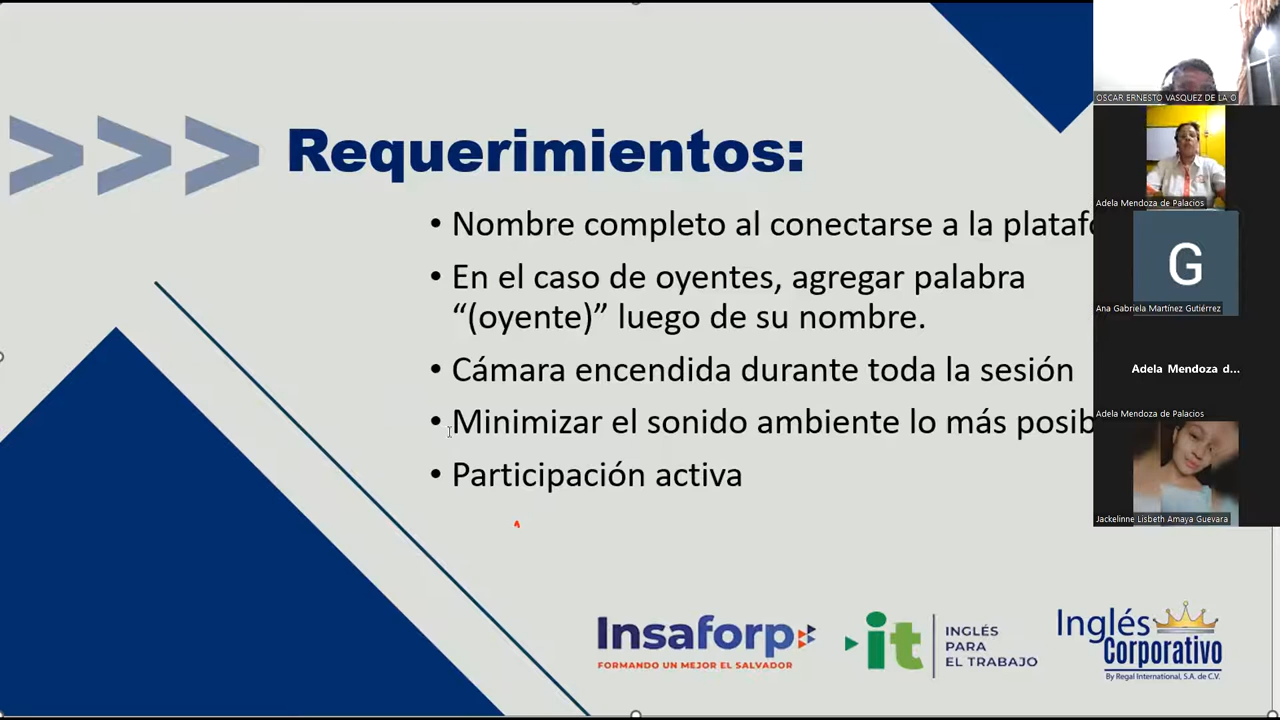 Requerimientos:
• Nombre completo al conectarse a la plataf
• En el caso de oyentes, agregar palabra
“(oyente)” luego de su nombre.
• Cámara encendida durante toda la sesión
• Minimizar el sonido ambiente lo más posib
• Participación activa
OSCAR ERNESTO VASQUEZ DE LA O
Adela Mendoza de Palacios
G
Ana Gabriela Martínez Gutiérrez
Adela Mendoza d...
Adela Mendoza de Palacios
Jackelinne Lisbeth Amaya Guevara
Insaforp
FORMANDO UN MEJOR EL SALVADOR
it
INGLÉS
PARA
EL TRABAJO
Inglés
Corporativo
By Regal International, S.A. de C.V.